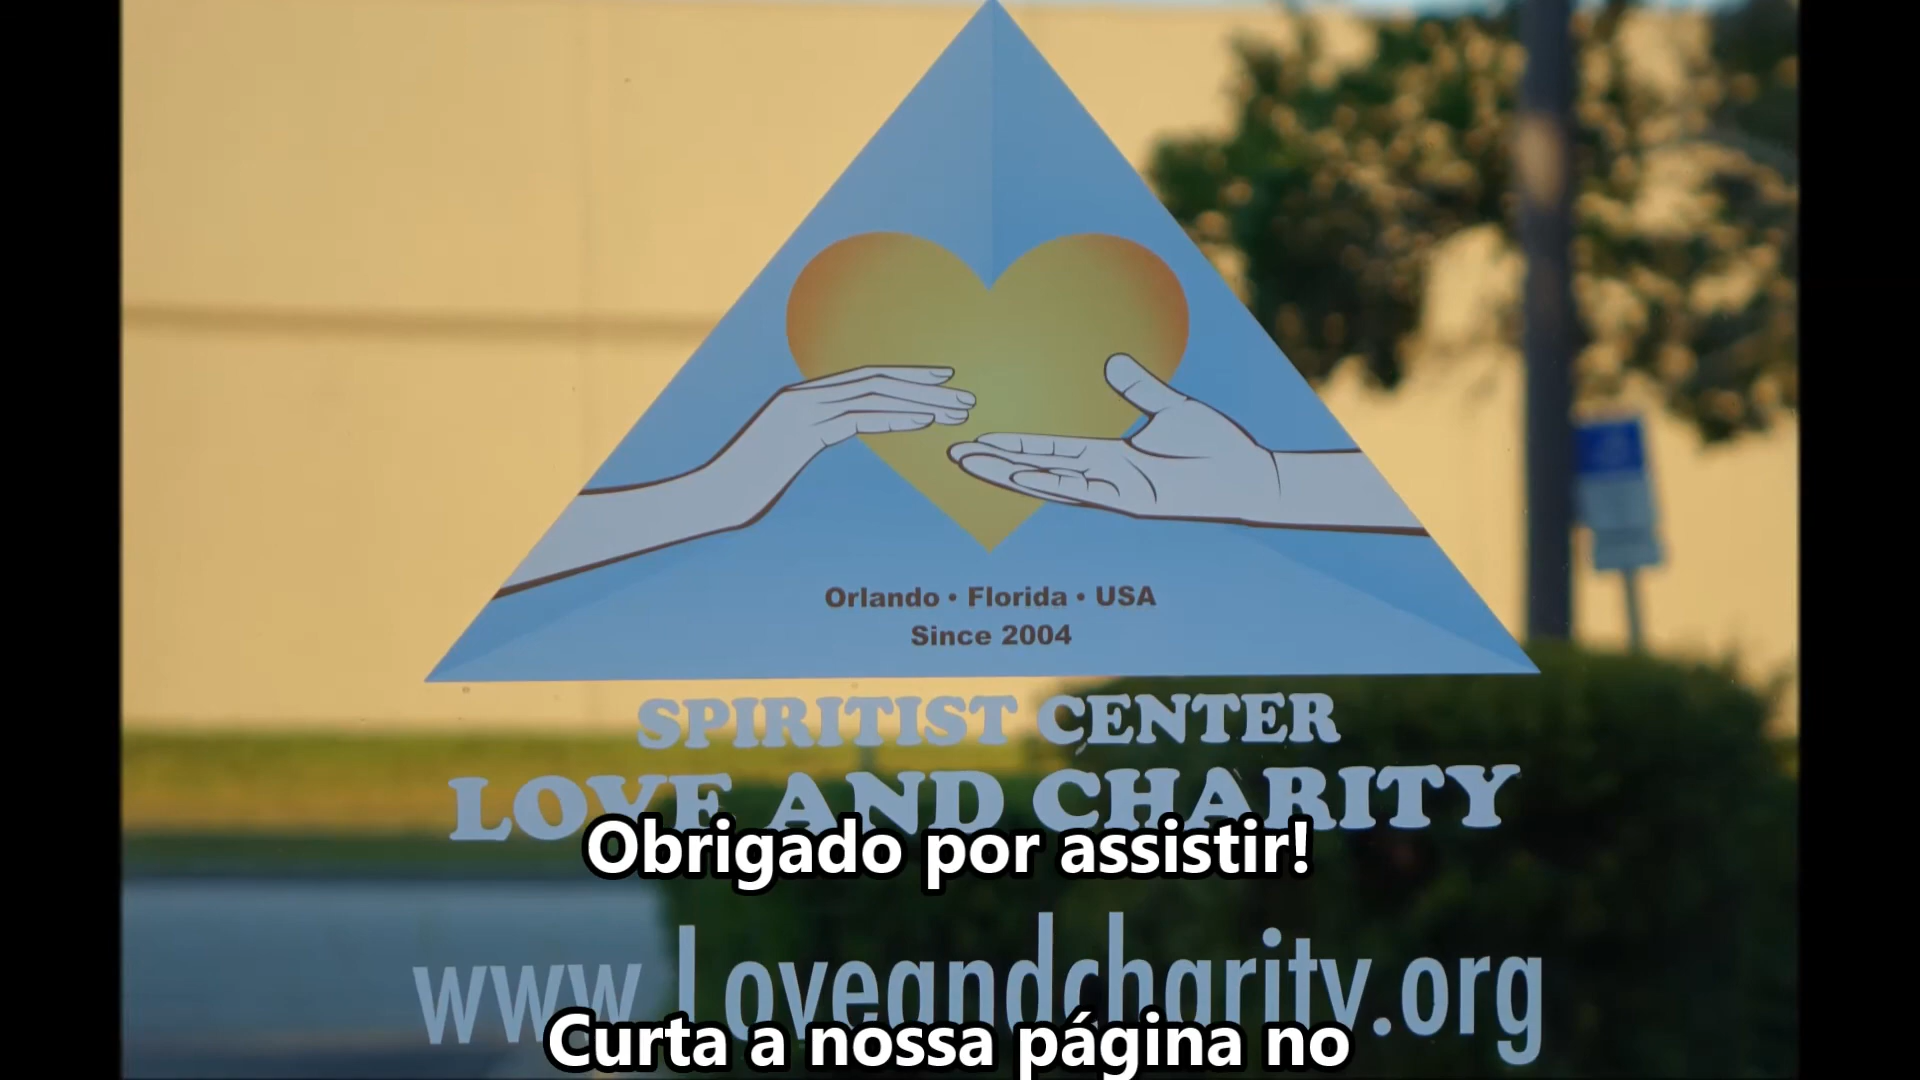 Orlando • Florida • USA
Since 2004
SPIRITIST CENTER
LOVE AND CHARITY
Obrigado por assistir!
www.Loveandcharity.org
Curta a nossa página no